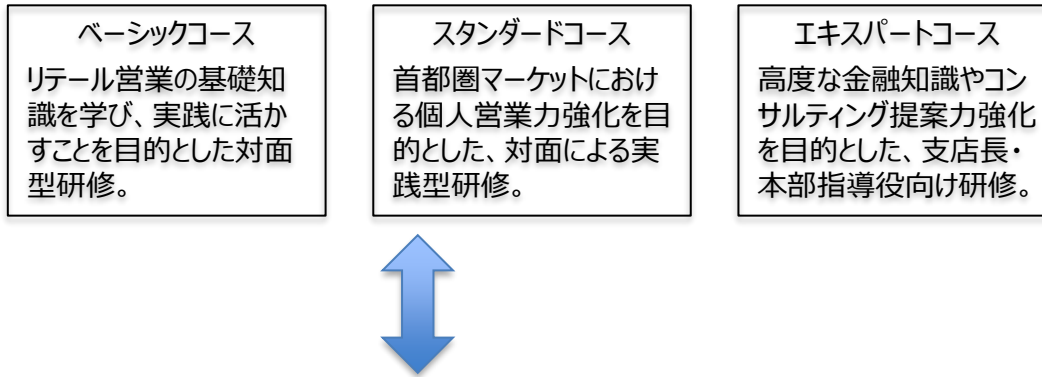 ベーシックコース
リテール営業の基礎知
識を学び、実践に活か
すことを目的とした対面
型研修。
スタンダードコース
首都圏マーケットにおけ
る個人営業力強化を目
的とした、対面による実
践型研修。
エキスパートコース
高度な金融知識やコン
サルティング提案力強化
を目的とした、支店長・
本部指導役向け研修。